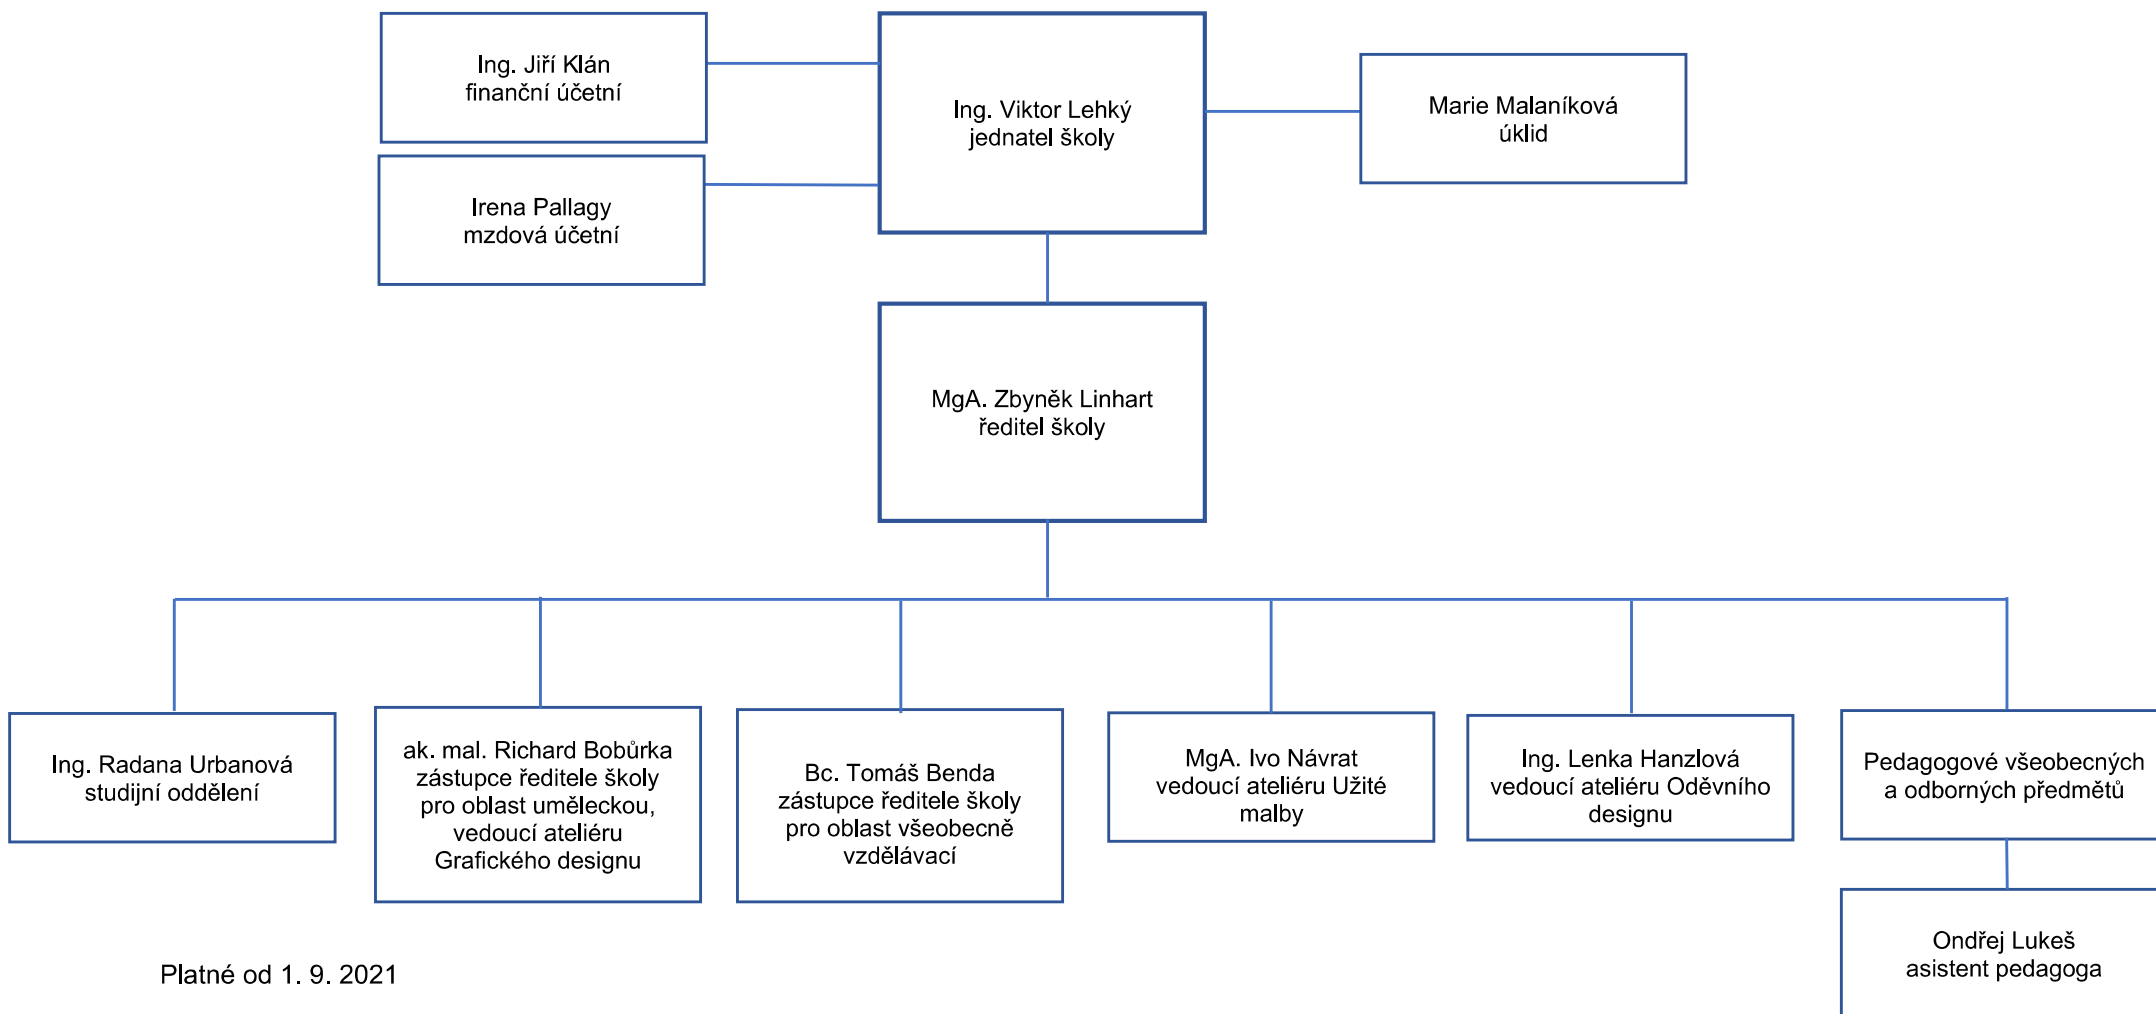 Ing. Jiří Klán
finanční účetní
Ing. Viktor Lehký
jednatel školy
Marie Malaníková
úklid
Irena Pallagy
mzdová účetní
MgA. Zbyněk Linhart
ředitel školy
Ing. Radana Urbanová
studijní oddělení
ak. mal. Richard Bobůrka
zástupce ředitele školy
pro oblast uměleckou,
vedoucí ateliéru
Grafického designu
Bc. Tomáš Benda
zástupce ředitele školy
pro oblast všeobecně
vzdělávací
MgA. Ivo Návrat
vedoucí ateliéru Užité
malby
Ing. Lenka Hanzlová
vedoucí ateliéru Oděvního
designu
Pedagogové všeobecných
a odborných předmětů
Ondřej Lukeš
asistent pedagoga
Platné od 1. 9. 2021